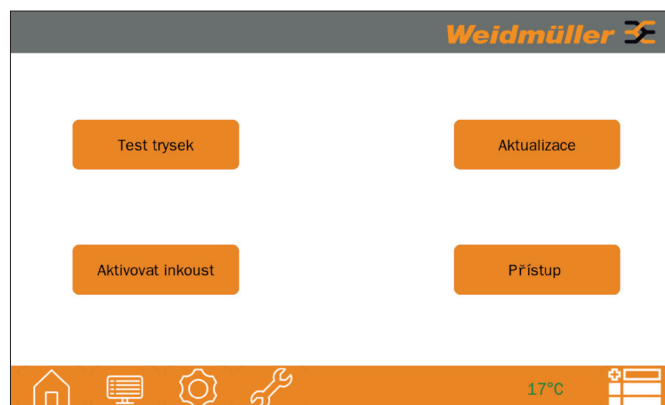 Weidmüller
Test trysek
Aktualizace
Aktivovat inkoust
Přístup
17°C